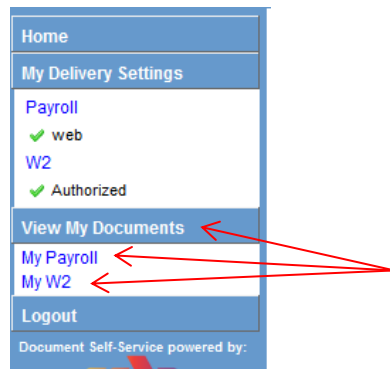 Home
My Delivery Settings
Payroll
web
W2
Authorized
View My Documents
My Payroll
My W2
Logout
Document Self-Service powered by: